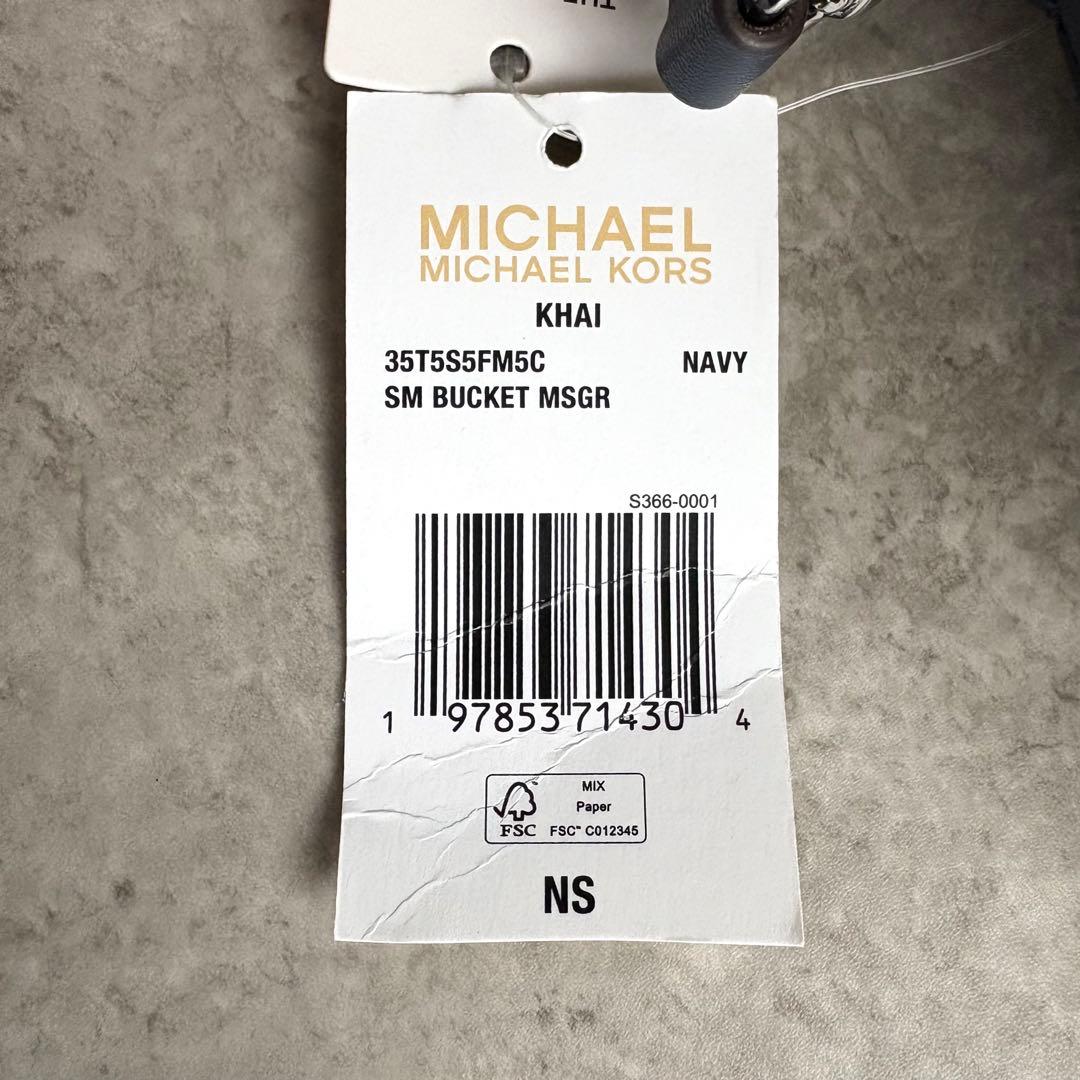 MICHAEL
MICHAEL KORS
KHAI
35T5S5FM5C NAVY
SM BUCKET MSGR
S366-0001
1 97853 71430 4
MIX
Paper
FSC™ C012345
FSC
NS